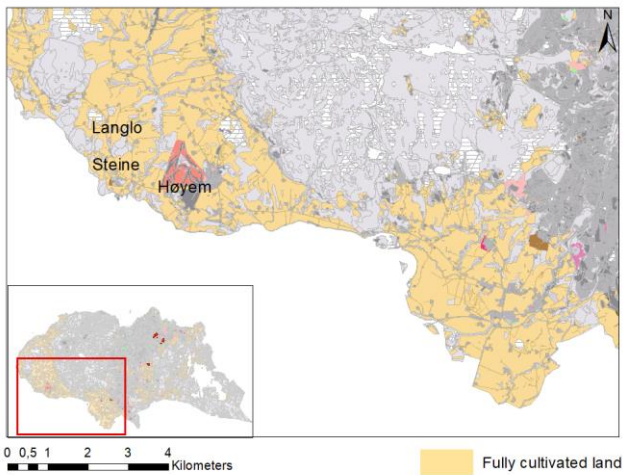 N
Langlo
Steine
Høyem
0 0,5 1 2 3 4
Kilometers
Fully cultivated land